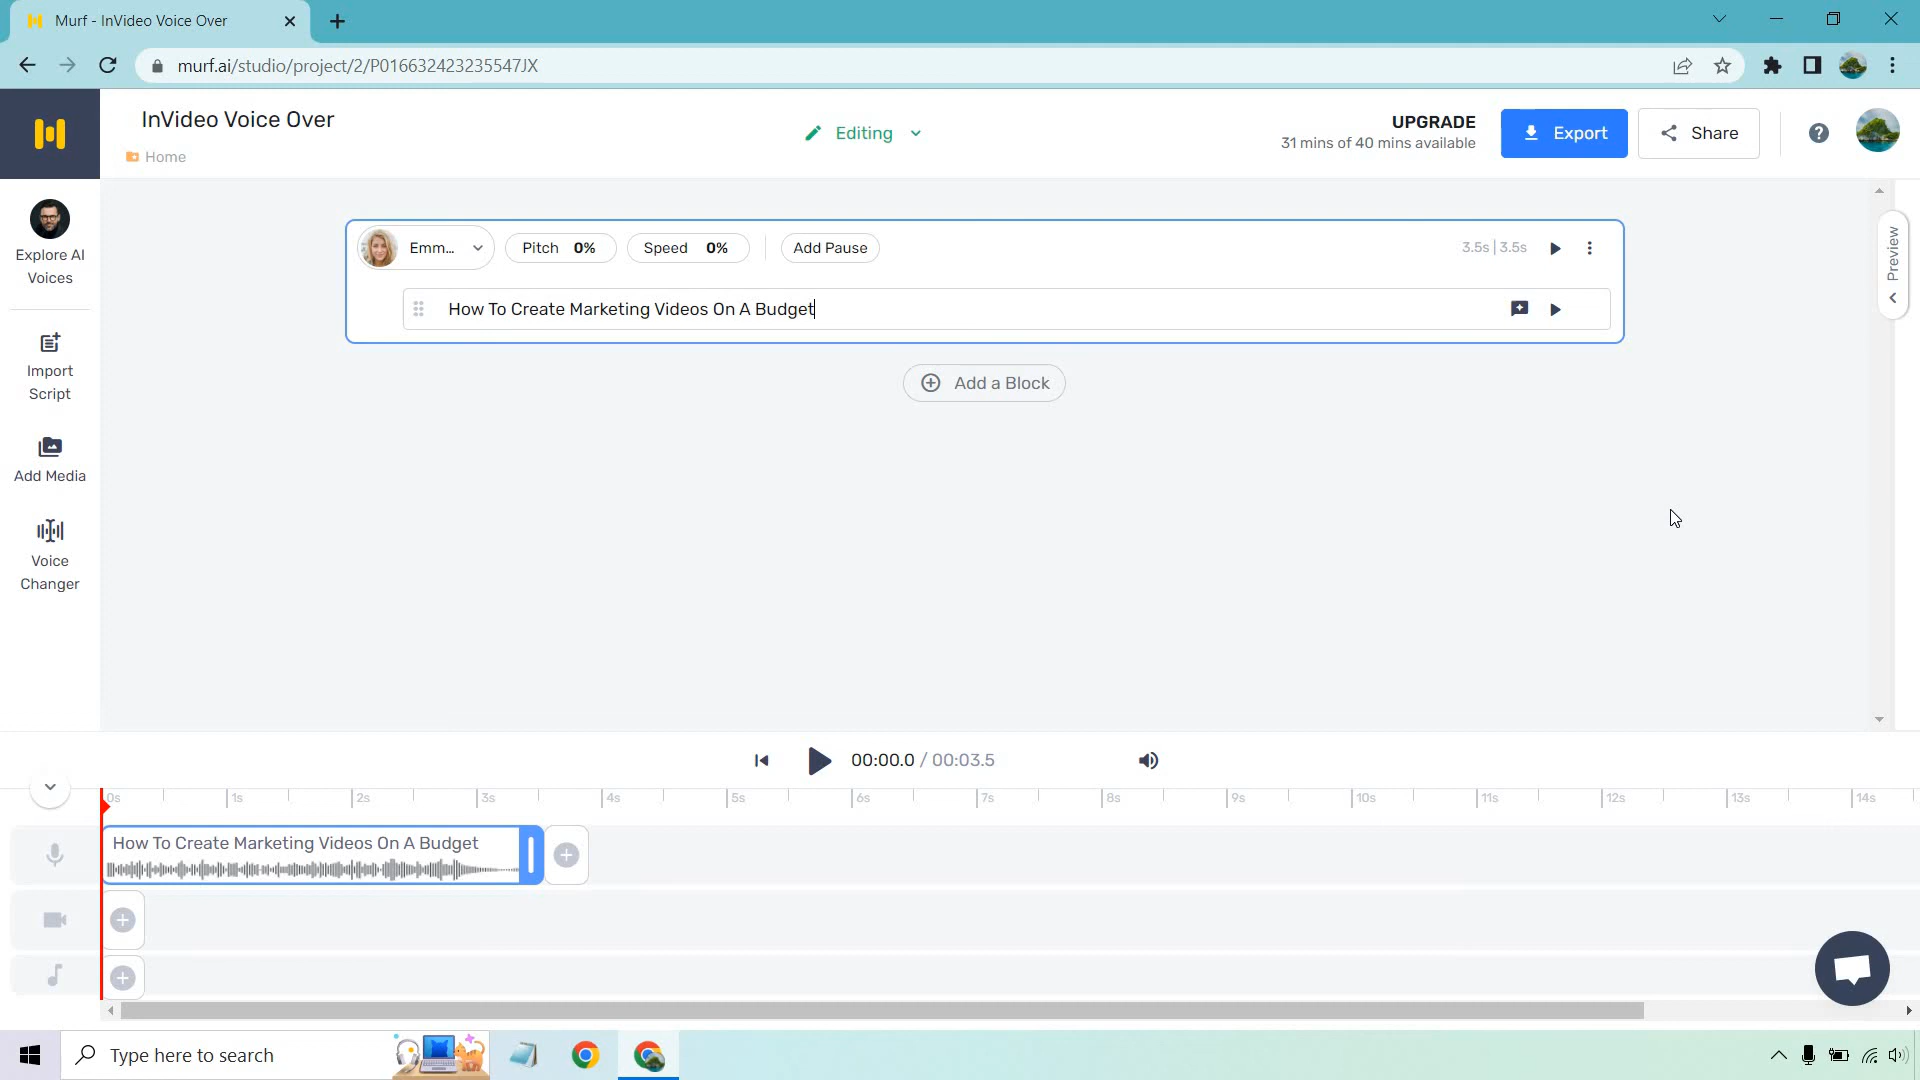 Murf - InVideo Voice Over
murf.ai/studio/project/2/P016632423235547JX
InVideo Voice Over
Home
Editing
UPGRADE
31 mins of 40 mins available
Export
Share
Explore AI
Voices
Import
Script
Add Media
Voice
Changer
Emm...
Pitch 0%
Speed 0%
Add Pause
3.5s | 3.5s
How To Create Marketing Videos On A Budget
Add a Block
Preview
00:00.0 / 00:03.5
0s 1s 2s 3s 4s 5s 6s 7s 8s 9s 10s 11s 12s 13s 14s
How To Create Marketing Videos On A Budget
Type here to search